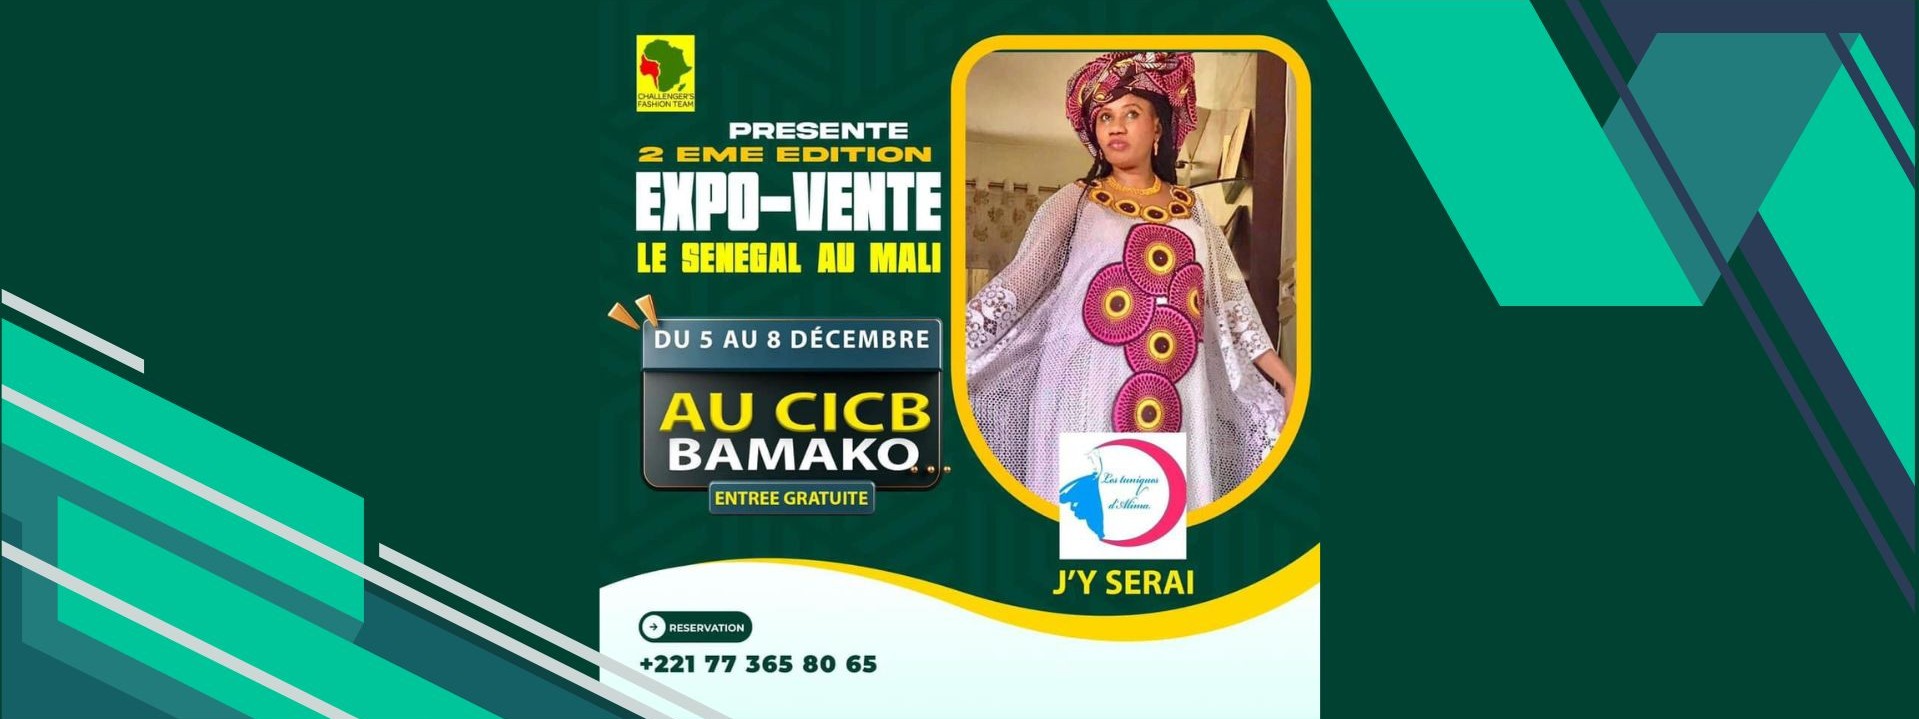 CHALLENGER'S
FASHION TEAM
PRESENTE
2 EME EDITION
EXPO-VENTE
LE SENEGAL AU MALI
DU 5 AU 8 DÉCEMBRE
AU CICB
BAMAKO...
ENTREE GRATUITE
Les tuniques
d'Alima.
J'Y SERAI
RESERVATION
+221 77 365 80 65